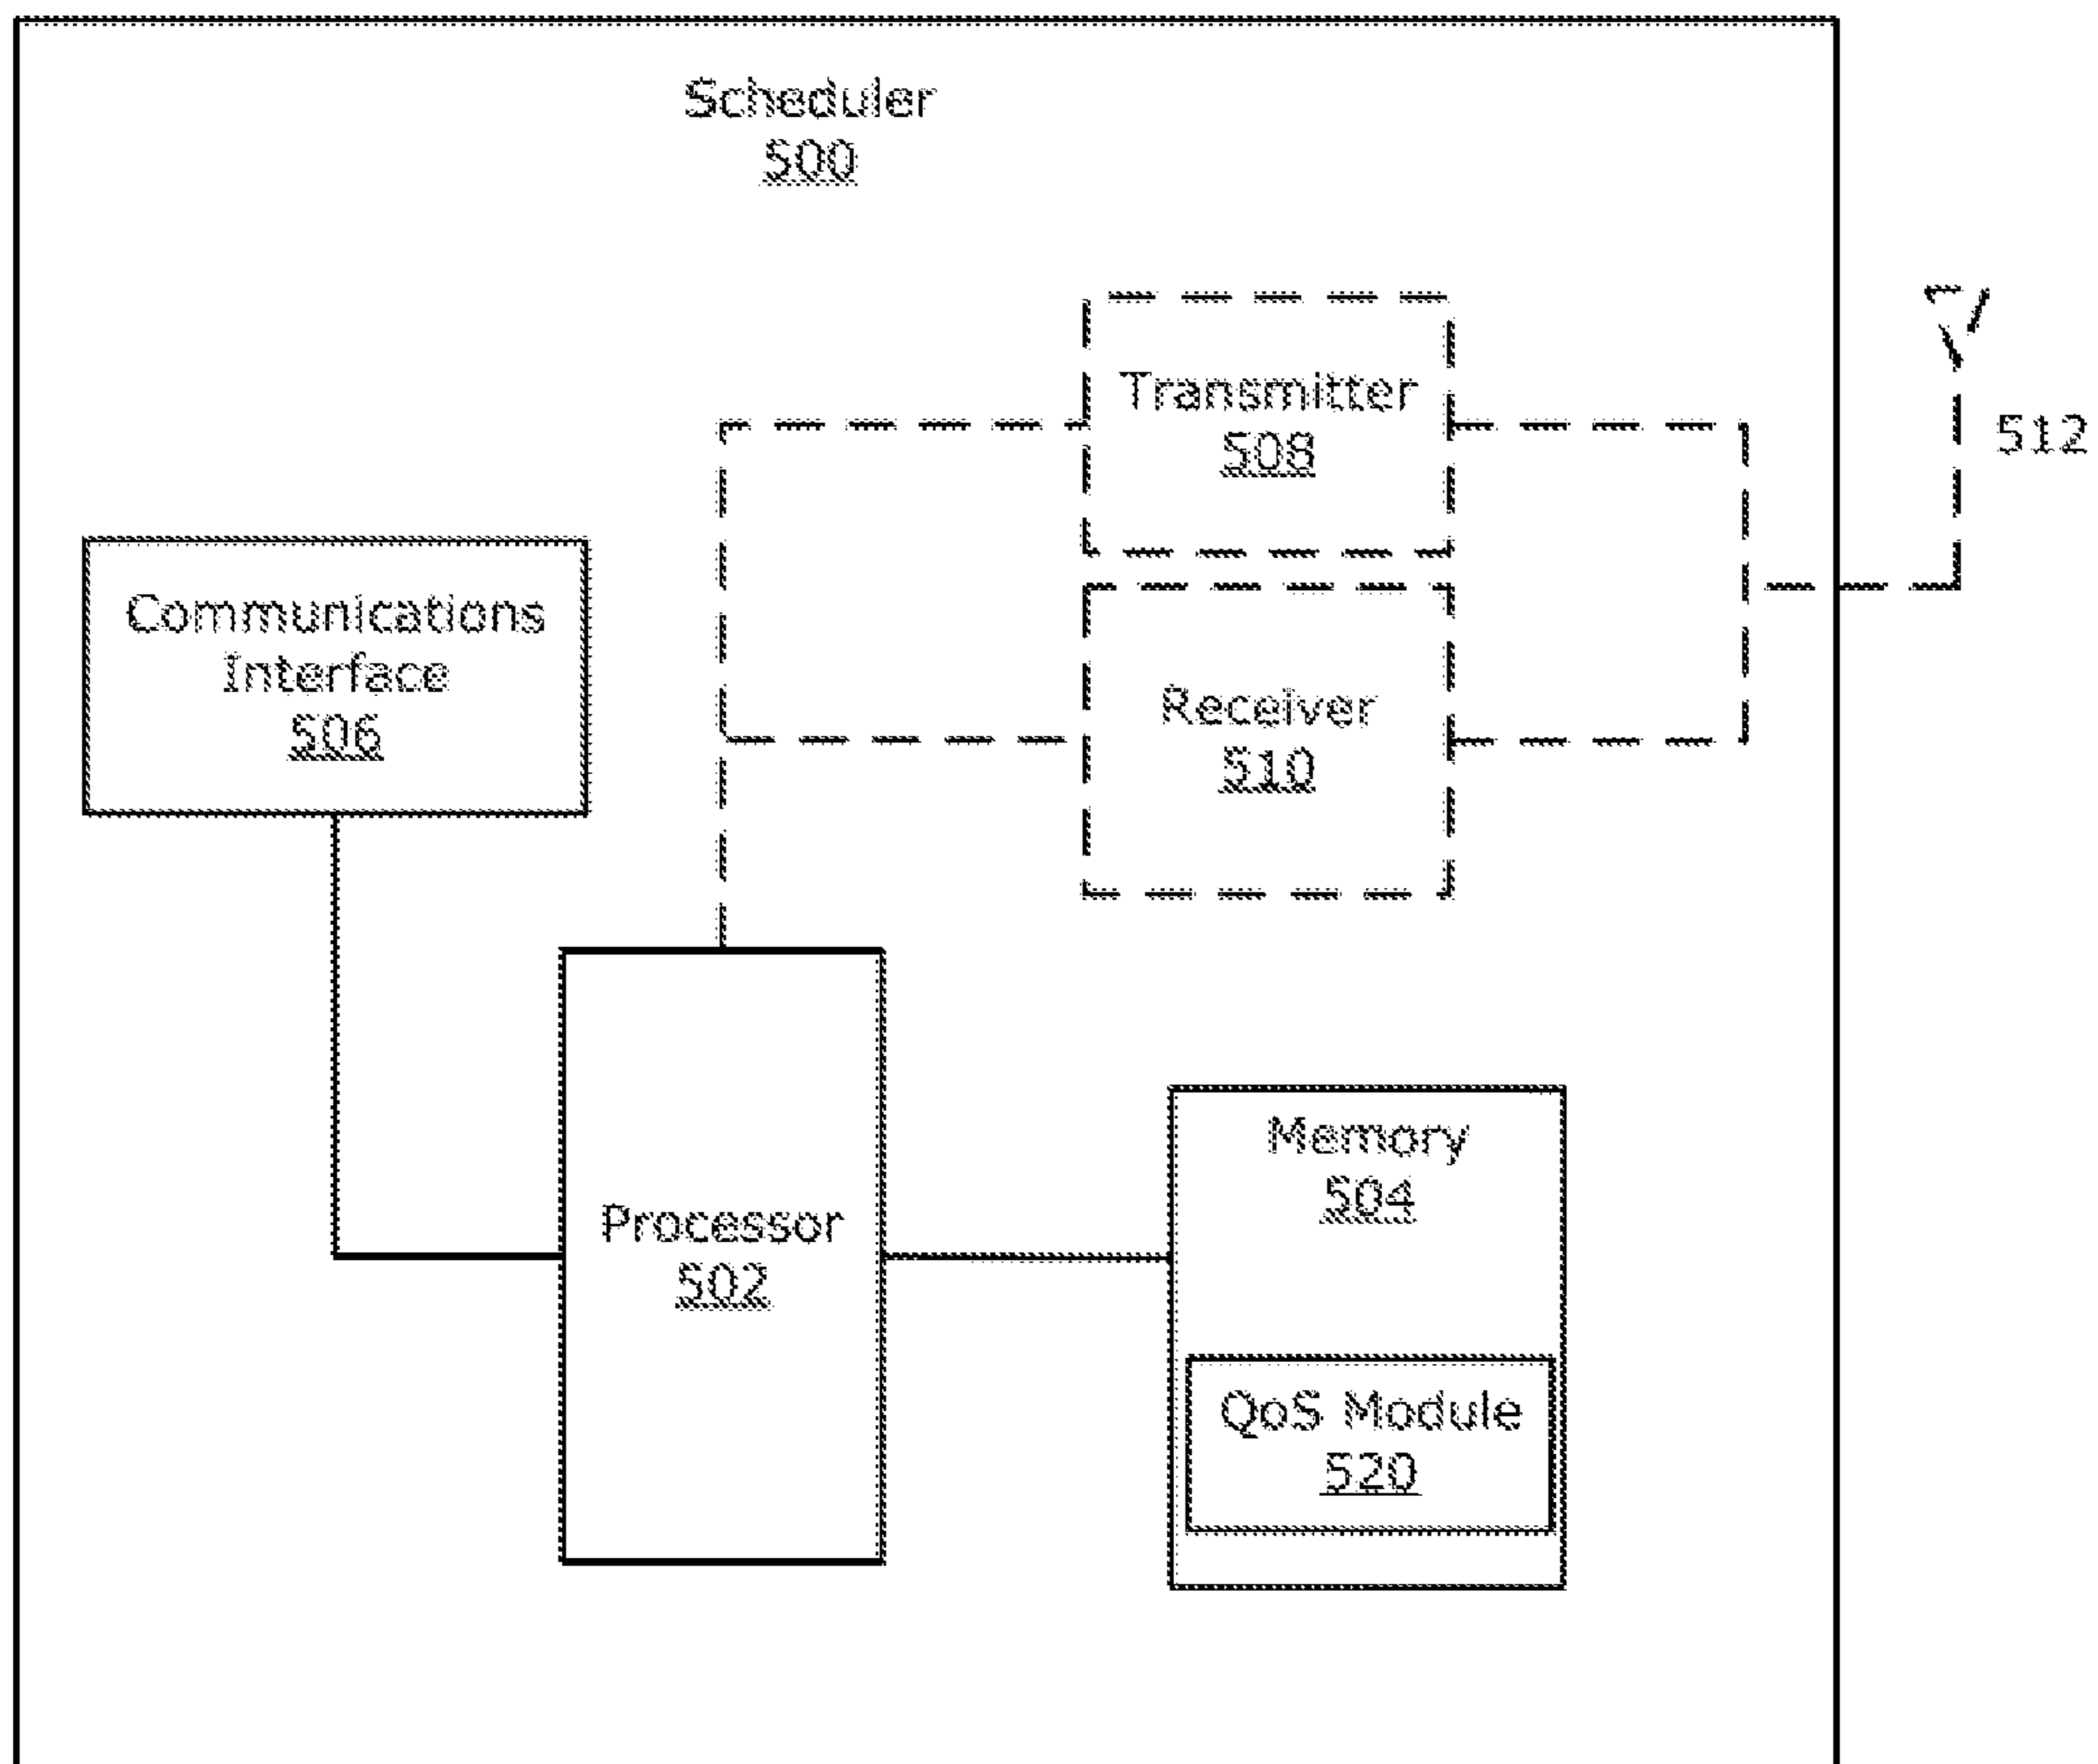 Scheduler
500
Transmitter
508
512
Communications
Interface
506
Receiver
510
Memory
504
Processor
502
QoS Module
520